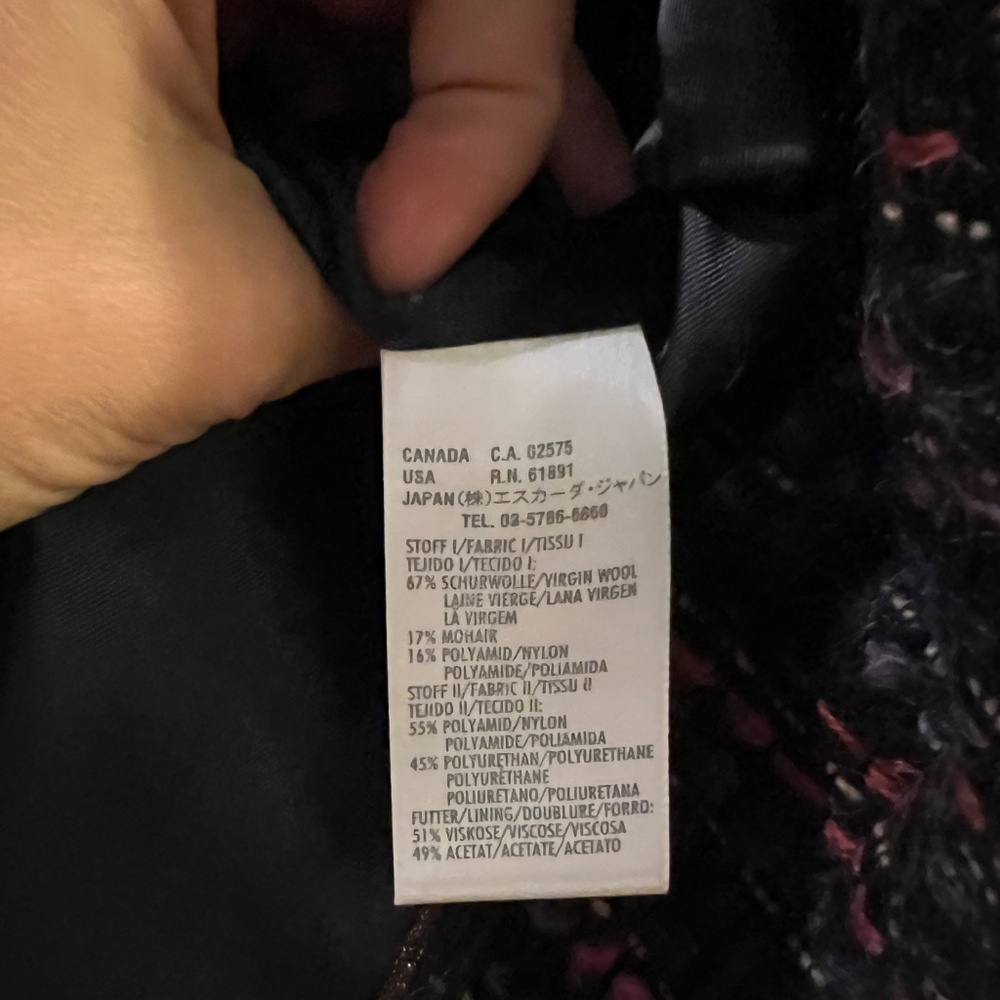 CANADA C.A. 02575
USA R.N. 61891
JAPAN(株)エスカーダ・ジャパン
TEL. 03-5786-6860
STOFF I/FABRIC I/TISSU I
TEJIDO I/TECIDO I:
67% SCHURWOLLE/VIRGIN WOOL
LAINE VIERGE/LANA VIRGEN
LÀ VIRGEM
17% MOHAIR
16% POLYAMID/NYLON
POLYAMIDE/POLIAMIDA
STOFF II/FABRIC II/TISSU II
TEJIDO II/TECIDO II:
55% POLYAMID/NYLON
POLYAMIDE/POLIAMIDA
45% POLYURETHAN/POLYURETHANE
POLYURÉTHANE
POLIURETANO/POLIURETANA
FUTTER/LINING/DOUBLURE/FORRO:
51% VISKOSE/VISCOSE/VISCOSA
49% ACETAT/ACETATE/ACETATO